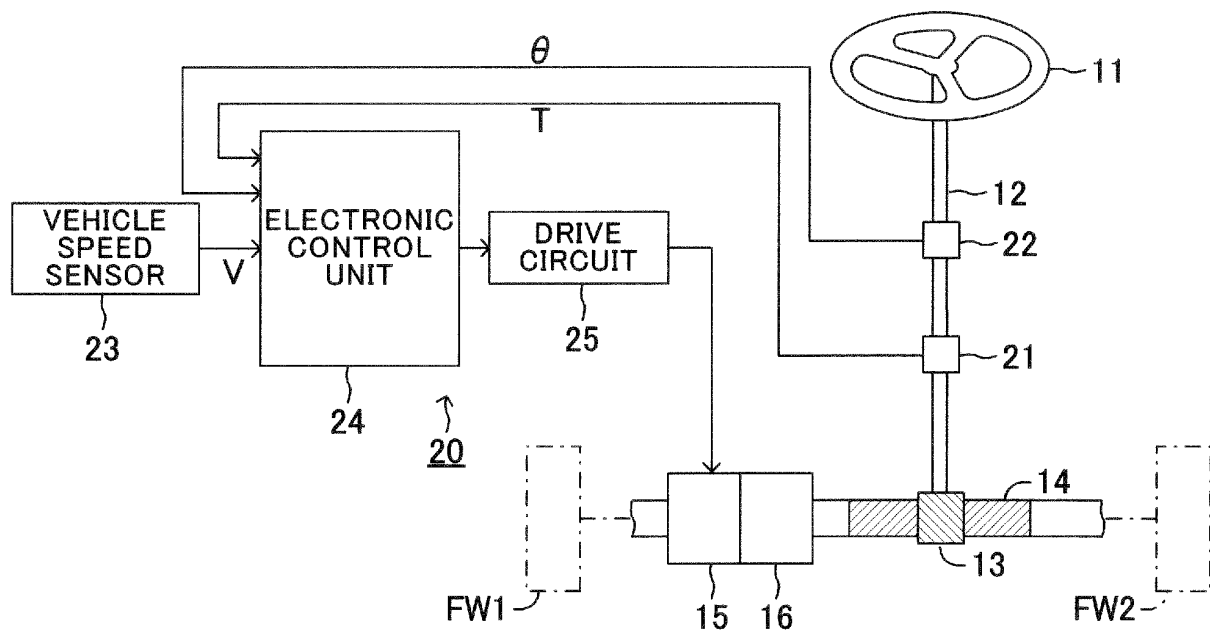 θ
11
T
12
VEHICLE
SPEED
SENSOR
V
ELECTRONIC
CONTROL
UNIT
DRIVE
CIRCUIT
22
23
25
21
24
20
14
13
FW1
15
16
FW2